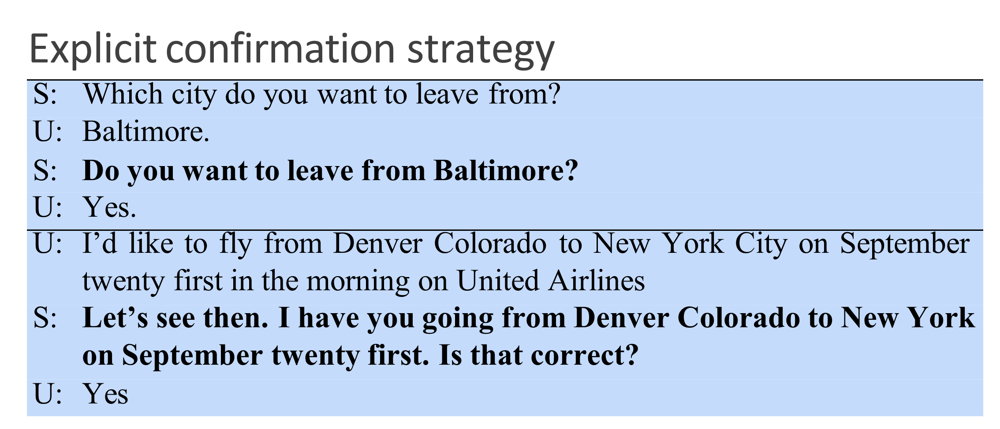 Explicit confirmation strategy
S: Which city do you want to leave from?
U: Baltimore.
S: Do you want to leave from Baltimore?
U: Yes.
U: I’d like to fly from Denver Colorado to New York City on September
twenty first in the morning on United Airlines
S: Let’s see then. I have you going from Denver Colorado to New York
on September twenty first. Is that correct?
U: Yes